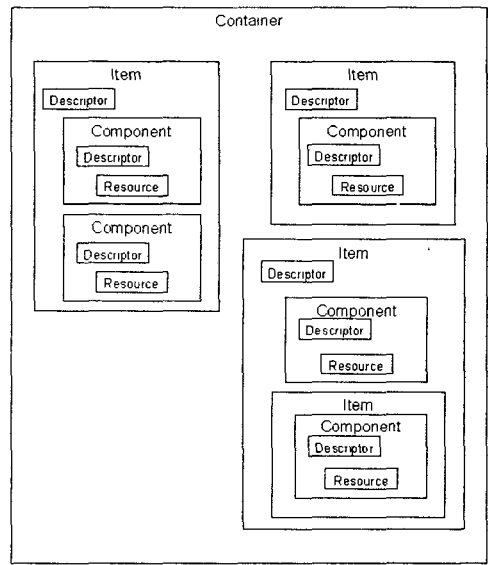 Container
Item
Descriptor
Component
Descriptor
Resource
Component
Descriptor
Resource
Item
Descriptor
Component
Descriptor
Resource
Item
Descriptor
Component
Descriptor
Resource
Item
Component
Descriptor
Resource